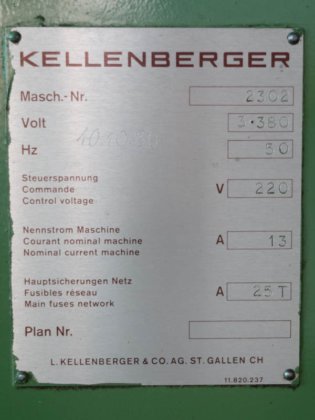 KELLENBERGER
Masch.-Nr. 2302
Volt 3·380
Hz 50
Steuerspannung
Commande V 220
Control voltage
Nennstrom Maschine
Courant nominal machine A 13
Nominal current machine
Hauptsicherungen Netz
Fusibles réseau A 25 T
Main fuses network
Plan Nr.
L. KELLENBERGER & CO. AG. ST. GALLEN CH
11.820.237